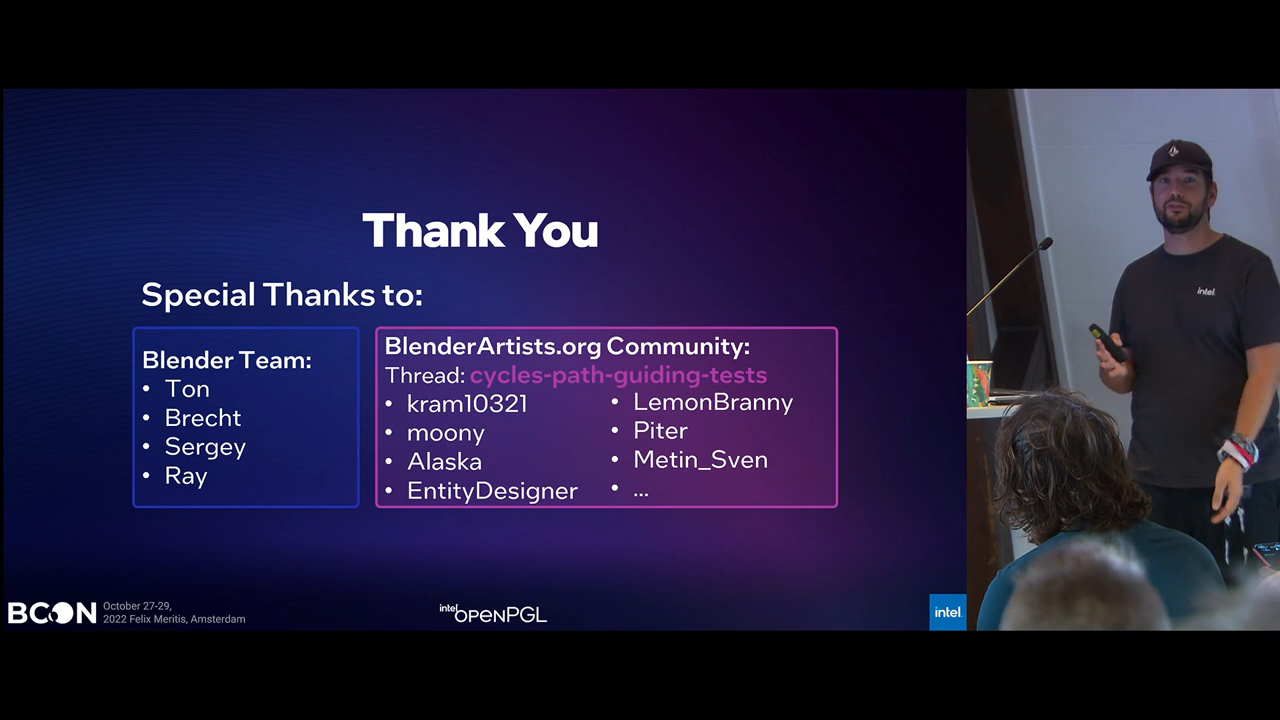 Thank You
Special Thanks to:
Blender Team:
• Ton
• Brecht
• Sergey
• Ray
BlenderArtists.org Community:
Thread: cycles-path-guiding-tests
• kram10321
• moony
• Alaska
• EntityDesigner
• LemonBranny
• Piter
• Metin_Sven
• ...
BCON
October 27-29,
2022 Felix Meritis, Amsterdam
intel OPENPGL
intel.
intel.